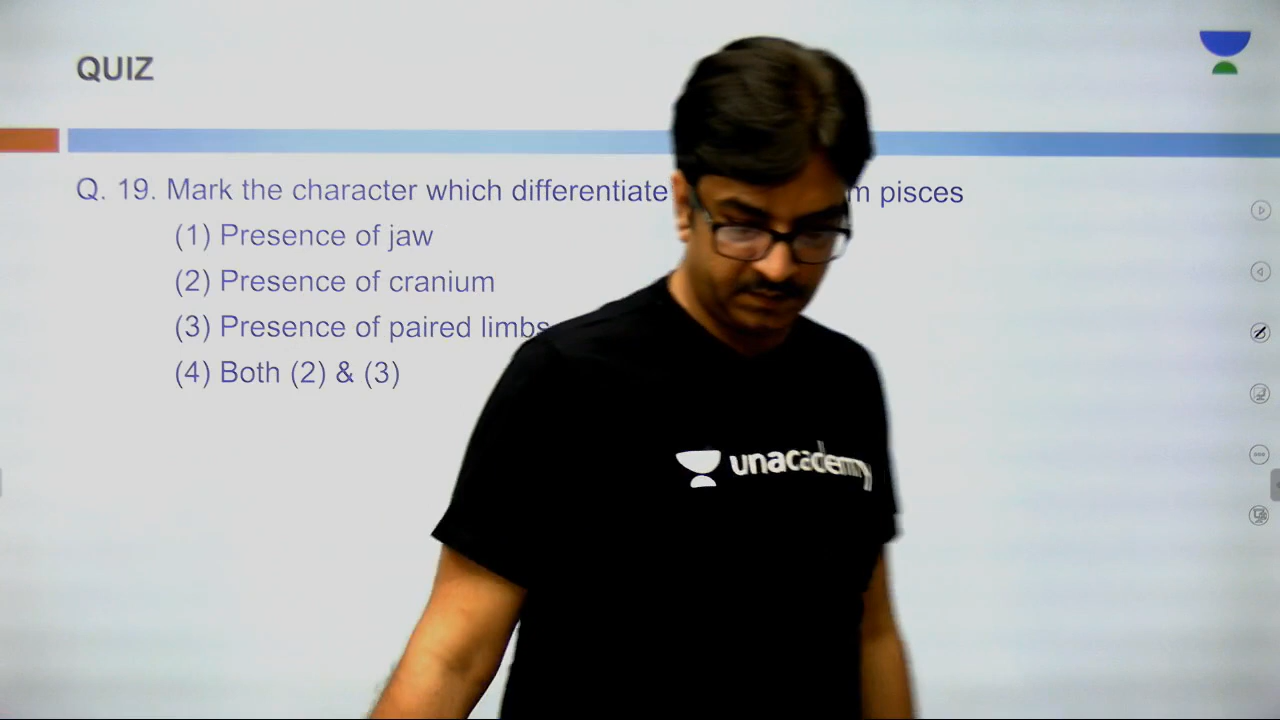 QUIZ
Q. 19. Mark the character which differentiate pisces
(1) Presence of jaw
(2) Presence of cranium
(3) Presence of paired limbs
(4) Both (2) & (3)
unacademy